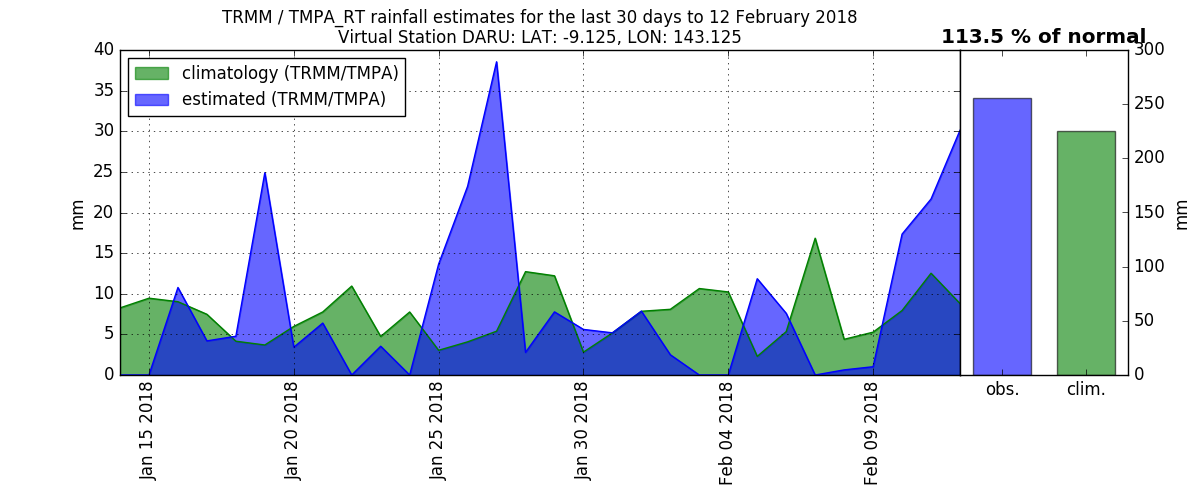 TRMM / TMPA_RT rainfall estimates for the last 30 days to 12 February 2018
Virtual Station DARU: LAT: -9.125, LON: 143.125
113.5 % of normal
climatology (TRMM/TMPA)
estimated (TRMM/TMPA)
40
35
30
25
20
15
10
5
0
mm
Jan 15 2018
Jan 20 2018
Jan 25 2018
Jan 30 2018
Feb 04 2018
Feb 09 2018
300
250
200
150
100
50
0
mm
obs.
clim.